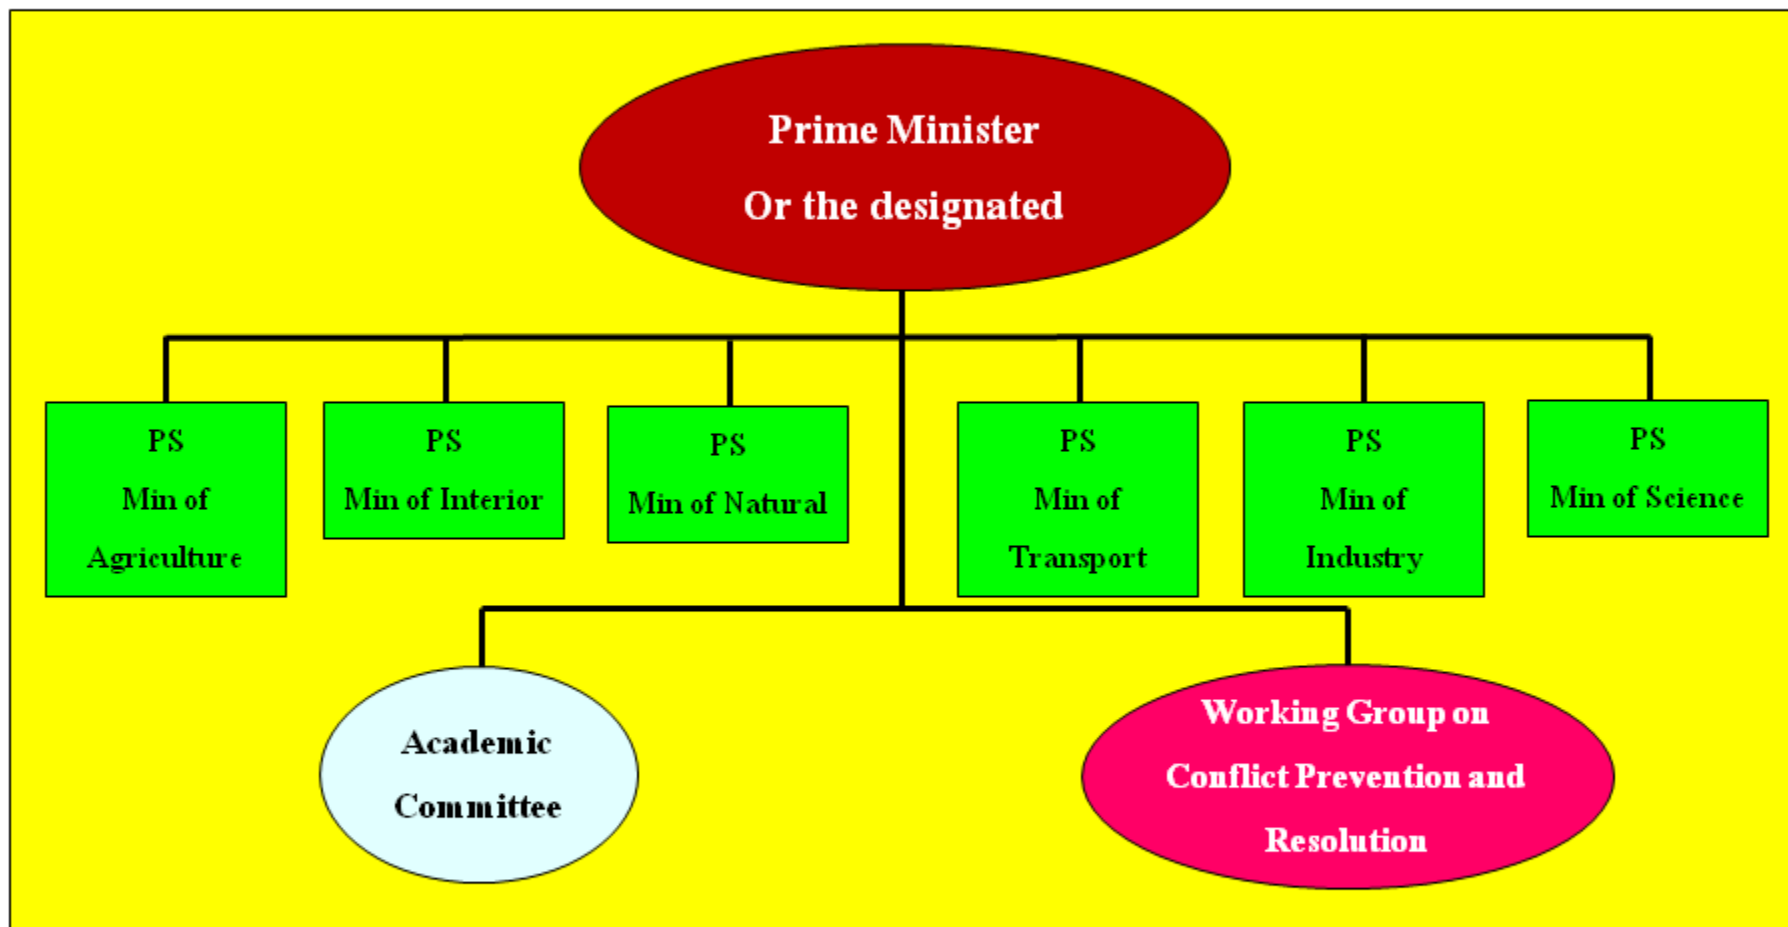 Prime Minister
Or the designated
PS
Min of
Agriculture
PS
Min of Interior
PS
Min of Natural
PS
Min of
Transport
PS
Min of
Industry
PS
Min of Science
Academic
Committee
Working Group on
Conflict Prevention and
Resolution